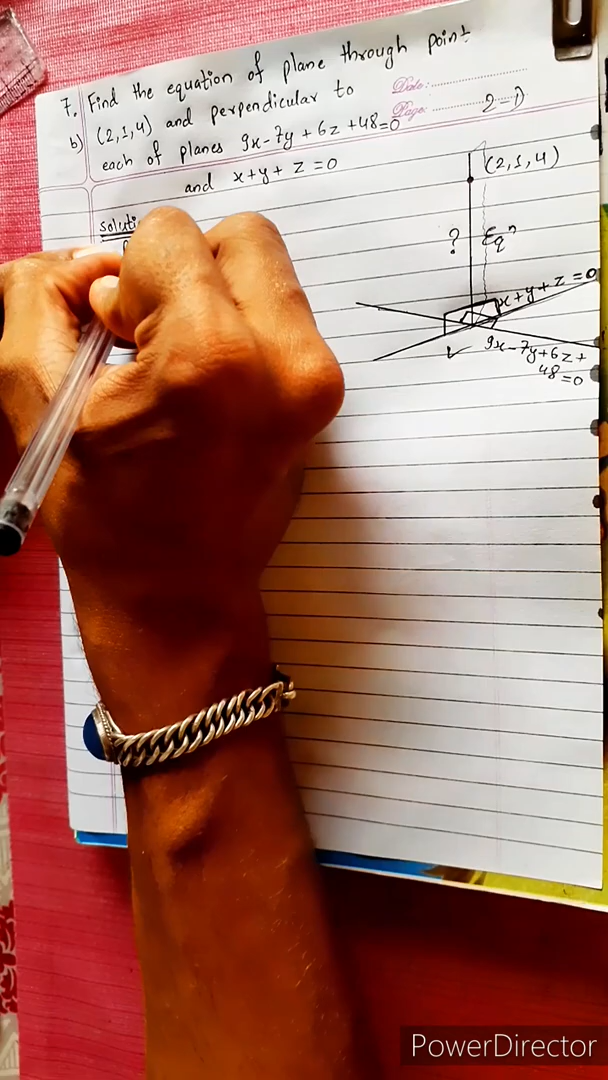 7. Find the equation of plane through point
b) (2,1,4) and perpendicular to
Date:
Page:
2-1)
each of planes 9x-7y+6z+48=0
and x+y+z=0
(2,1,4)
? Eqⁿ
x+y+z=0
9x-7y+6z+
48=0
PowerDirector